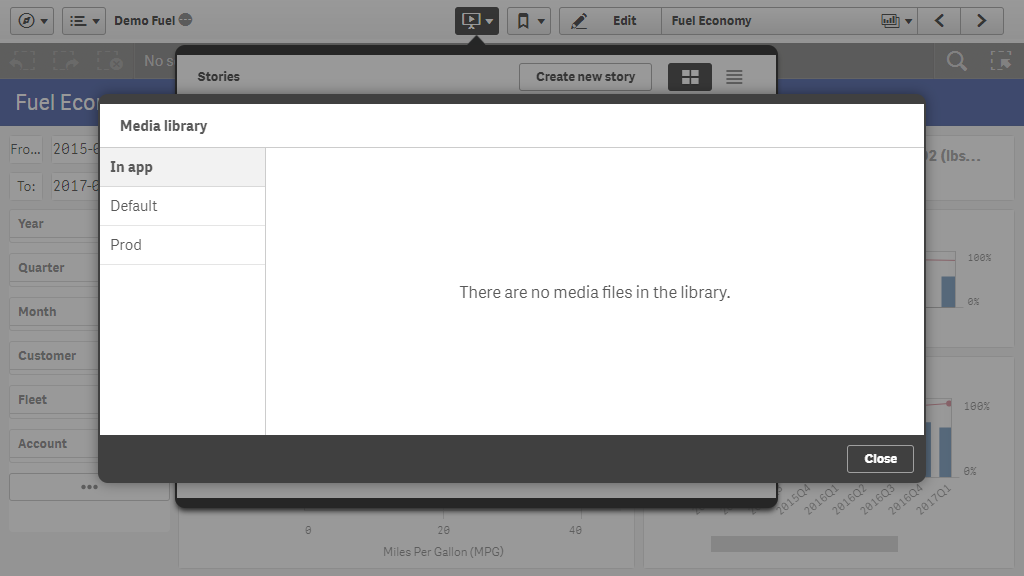 Demo Fuel
Edit
Fuel Economy
No s
Stories
Create new story
Fuel Econ
Media library
Fro...
2015-0
In app
O2 (lbs...
To:
2017-0
Default
Year
Prod
Quarter
100%
There are no media files in the library.
0%
Month
Customer
Fleet
100%
Account
Close
0%
•••
2015Q4
2016Q1
2016Q2
2016Q3
2016Q4
2017Q1
0
20
40
Miles Per Gallon (MPG)